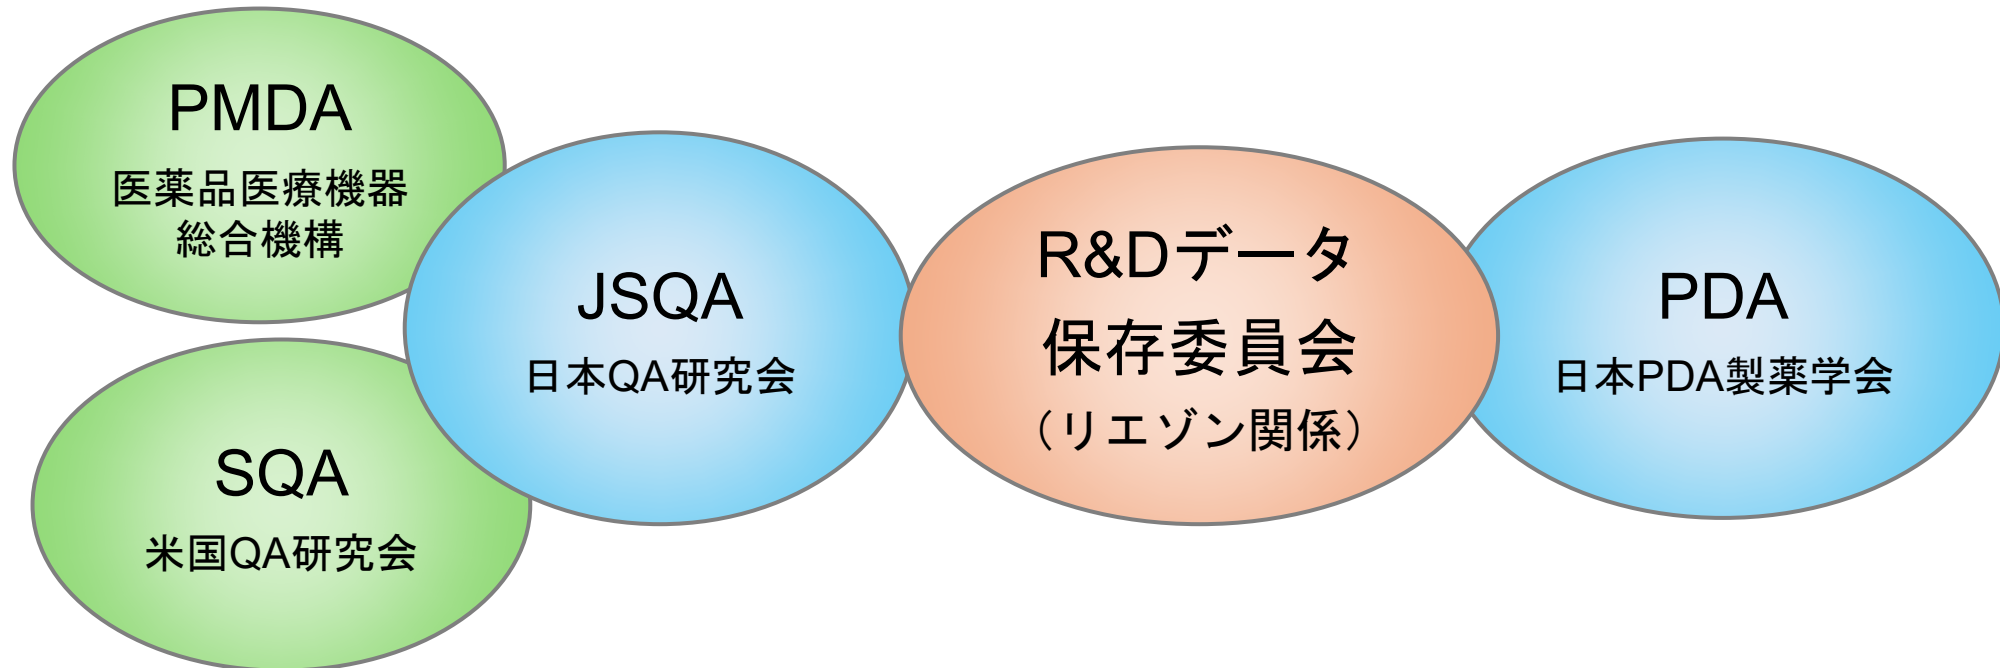 PMDA
医薬品医療機器
総合機構
SQA
米国QA研究会
JSQA
日本QA研究会
R&Dデータ
保存委員会
（リエゾン関係）
PDA
日本PDA製薬学会